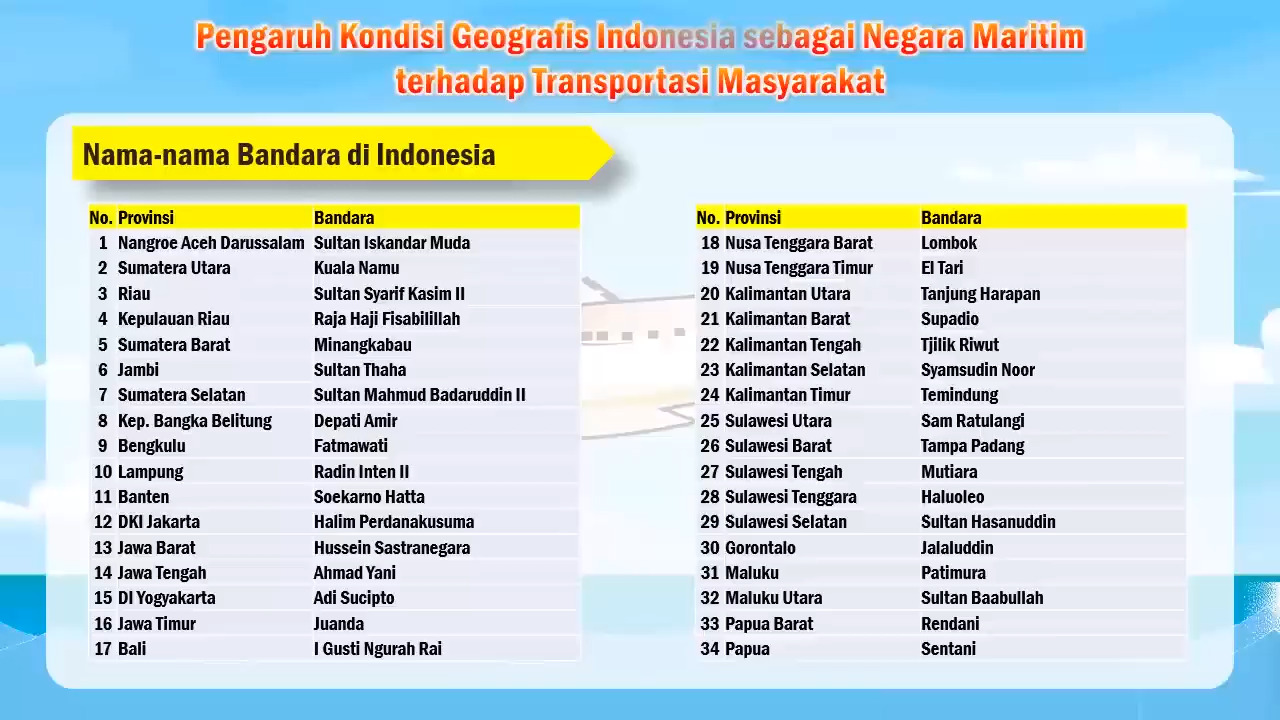 Pengaruh Kondisi Geografis Indonesia sebagai Negara Maritim
terhadap Transportasi Masyarakat
Nama-nama Bandara di Indonesia
No. Provinsi Bandara
1 Nangroe Aceh Darussalam Sultan Iskandar Muda
2 Sumatera Utara Kuala Namu
3 Riau Sultan Syarif Kasim II
4 Kepulauan Riau Raja Haji Fisabilillah
5 Sumatera Barat Minangkabau
6 Jambi Sultan Thaha
7 Sumatera Selatan Sultan Mahmud Badaruddin II
8 Kep. Bangka Belitung Depati Amir
9 Bengkulu Fatmawati
10 Lampung Radin Inten II
11 Banten Soekarno Hatta
12 DKI Jakarta Halim Perdanakusuma
13 Jawa Barat Hussein Sastranegara
14 Jawa Tengah Ahmad Yani
15 DI Yogyakarta Adi Sucipto
16 Jawa Timur Juanda
17 Bali I Gusti Ngurah Rai
No. Provinsi Bandara
18 Nusa Tenggara Barat Lombok
19 Nusa Tenggara Timur El Tari
20 Kalimantan Utara Tanjung Harapan
21 Kalimantan Barat Supadio
22 Kalimantan Tengah Tjilik Riwut
23 Kalimantan Selatan Syamsudin Noor
24 Kalimantan Timur Temindung
25 Sulawesi Utara Sam Ratulangi
26 Sulawesi Barat Tampa Padang
27 Sulawesi Tengah Mutiara
28 Sulawesi Tenggara Haluoleo
29 Sulawesi Selatan Sultan Hasanuddin
30 Gorontalo Jalaluddin
31 Maluku Patimura
32 Maluku Utara Sultan Baabullah
33 Papua Barat Rendani
34 Papua Sentani